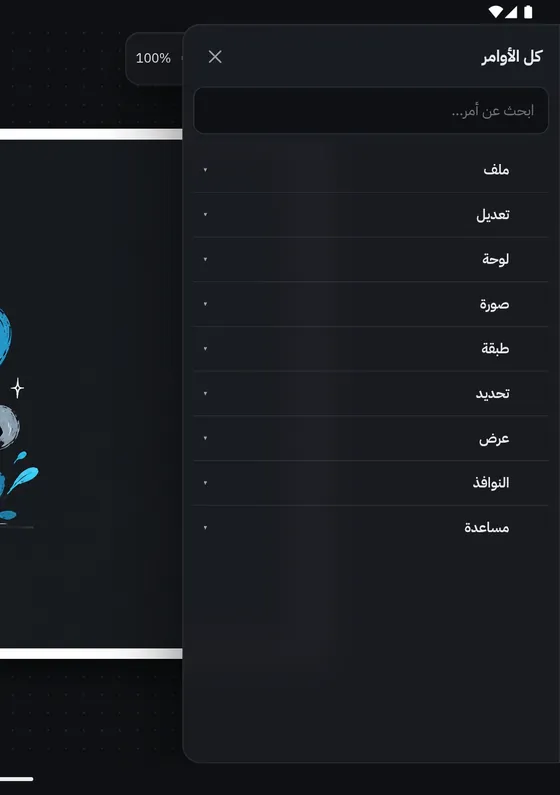 100%
كل الأوامر
ابحث عن أمر...
ملف
تعديل
لوحة
صورة
طبقة
تحديد
عرض
النوافذ
مساعدة